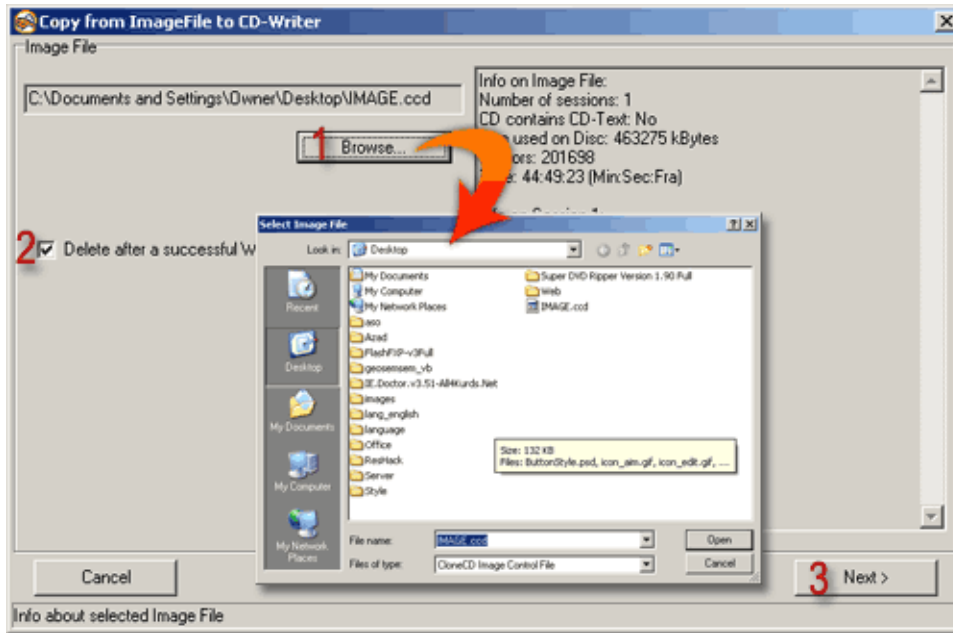 Copy from ImageFile to CD-Writer
Image File
C:\Documents and Settings\Owner\Desktop\IMAGE.ccd
1
Browse...
Info on Image File:
Number of sessions: 1
CD contains CD-Text: No
used on Disc: 463275 kBytes
201698
44:49:23 (Min:Sec:Fra)
2
Delete after a successful W
Select Image File
Look in:
Desktop
Recent
Desktop
My Documents
My Computer
My Network Places
My Documents
My Computer
My Network Places
aso
Azad
FlashFXP-v3Full
geosemsem_vb
IE.Doctor.v3.51-All4Kurds.Net
images
lang_english
language
Office
ResHack
Server
Style
Super DVD Ripper Version 1.90 Full
Web
IMAGE.ccd
Size: 132 KB
Files: ButtonStyle.psd, icon_aim.gif, icon_edit.gif, ...
File name:
IMAGE.ccd
Open
Files of type:
CloneCD Image Control File
Cancel
Cancel
3
Next >
Info about selected Image File